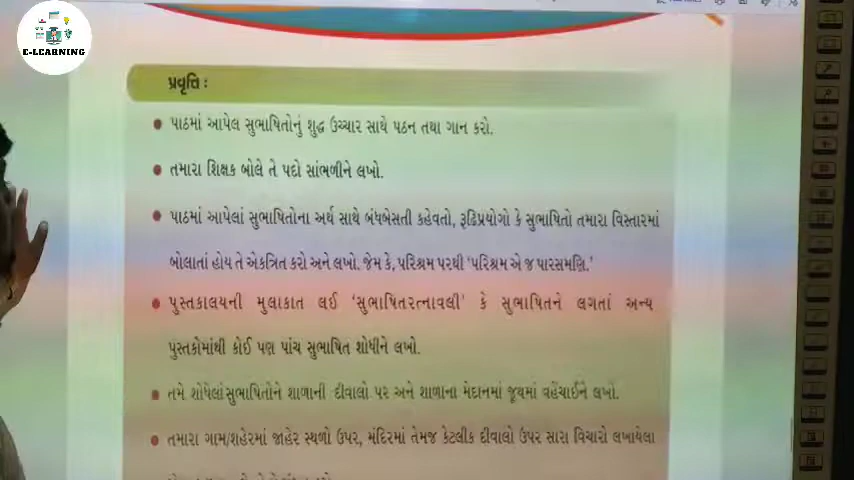 E-LEARNING
પ્રવૃત્તિ :
• પાઠમાં આપેલ સુભાષિતોનું શુદ્ધ ઉચ્ચાર સાથે પઠન તથા ગાન કરો.
• તમારા શિક્ષક બોલે તે પદો સાંભળીને લખો.
• પાઠમાં આપેલાં સુભાષિતોના અર્થ સાથે બંધબેસતી કહેવતો, રૂઢિપ્રયોગો કે સુભાષિતો તમારા વિસ્તારમાં
બોલાતાં હોય તે એકત્રિત કરો અને લખો. જેમ કે, પરિશ્રમ પરથી ‘પરિશ્રમ એ જ પારસમણિ.’
• પુસ્તકાલયની મુલાકાત લઈ ‘સુભાષિતરત્નાવલી’ કે સુભાષિતને લગતાં અન્ય
પુસ્તકોમાંથી કોઈ પણ પાંચ સુભાષિત શોધીને લખો.
• તમે શોધેલાં સુભાષિતોને શાળાની દીવાલો પર અને શાળાના મેદાનમાં જૂથમાં વહેંચાઈને લખો.
• તમારા ગામ/શહેરમાં જાહેર સ્થળો ઉપર, મંદિરમાં તેમજ કેટલીક દીવાલો ઉપર સારા વિચારો લખાયેલા